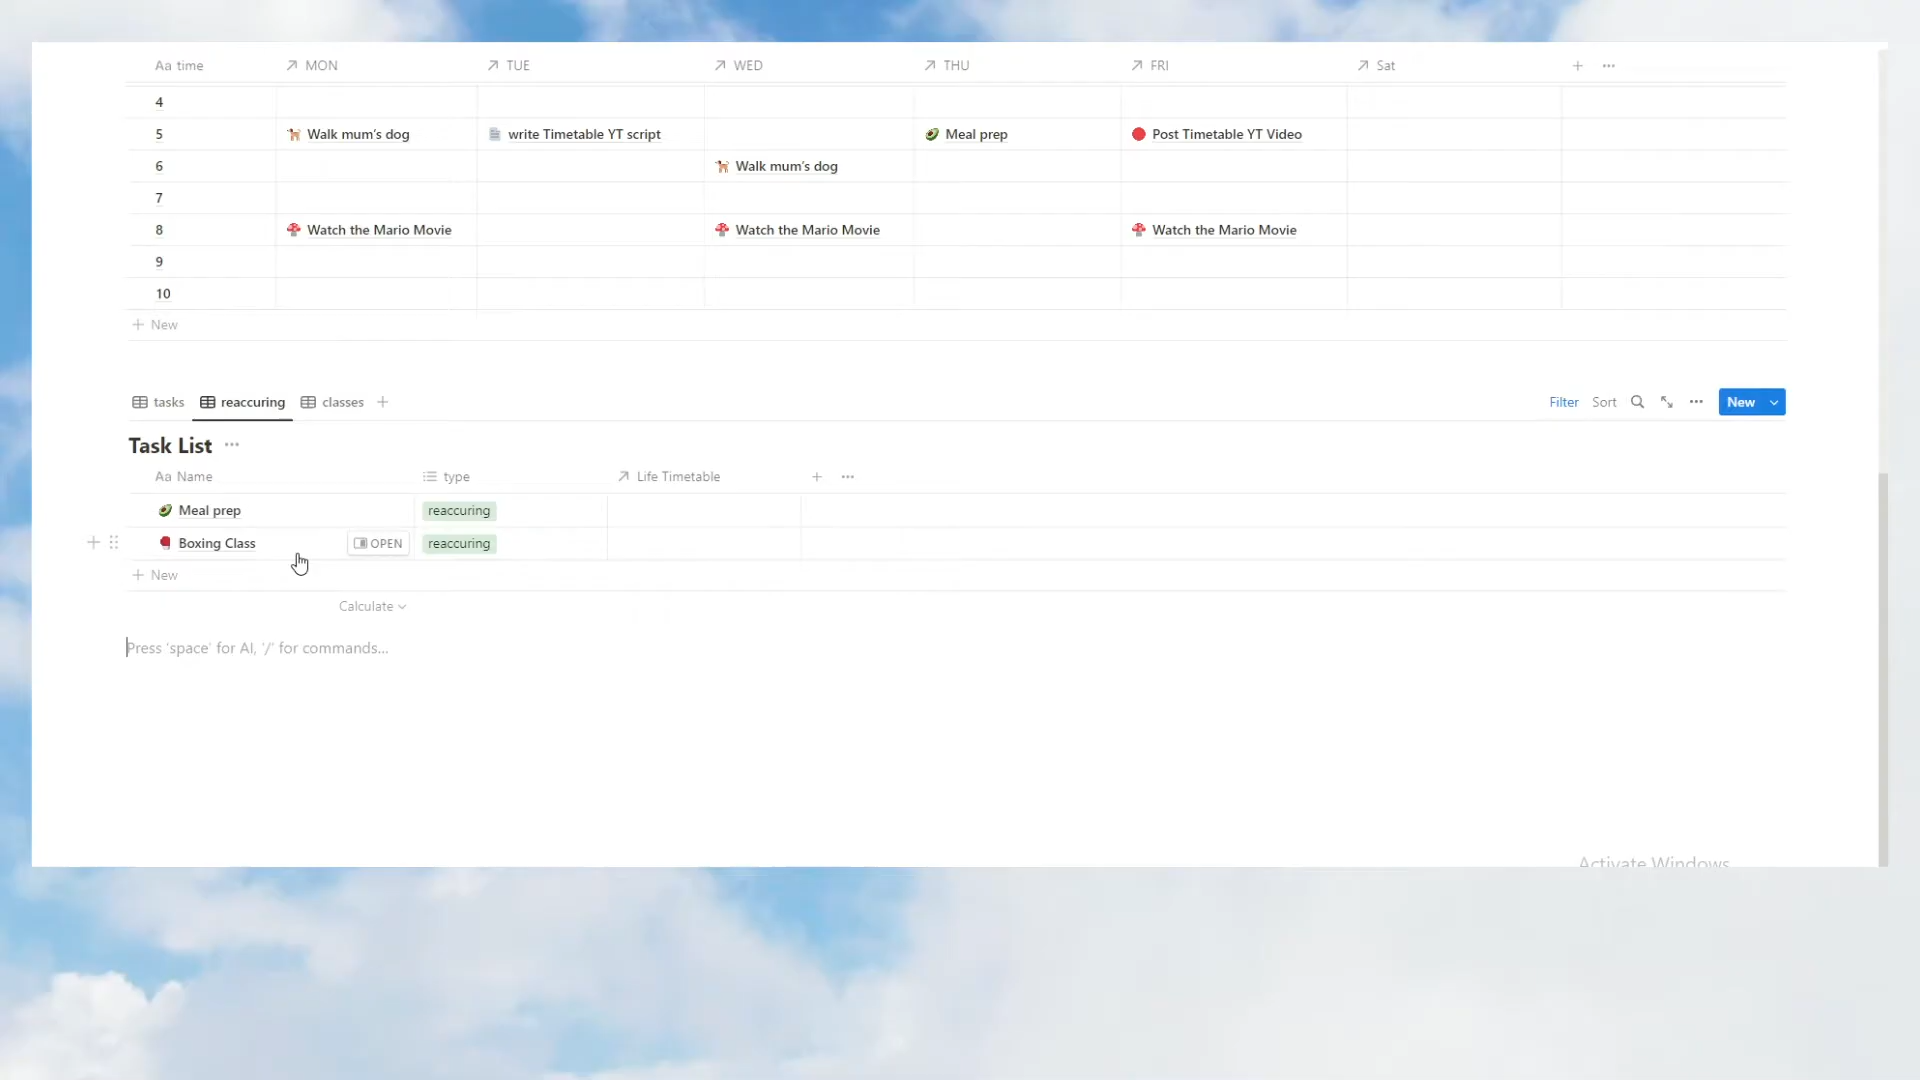 Aa time MON TUE WED THU FRI Sat
4
5 Walk mum's dog write Timetable YT script Meal prep Post Timetable YT Video
6 Walk mum's dog
7
8 Watch the Mario Movie Watch the Mario Movie Watch the Mario Movie
9
10
+ New
tasks reaccuring classes + Filter Sort New
Task List
Aa Name type Life Timetable
Meal prep reaccuring
Boxing Class OPEN reaccuring
+ New
Calculate
Press 'space' for AI, '/' for commands...
Activate Windows